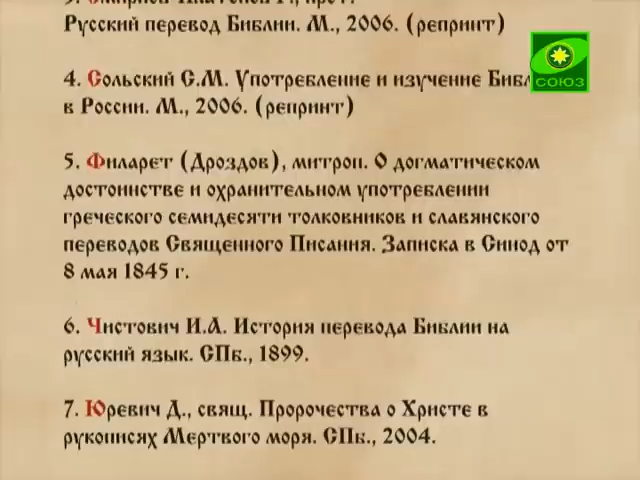 Русский перевод Библии. М., 2006. (репринт)
4. Сольский С.М. Употребление и изучение Библ
в России. М., 2006. (репринт)
5. Филарет (Дроздов), митроп. О догматическом
достоинстве и охранительном употреблении
греческого семидесяти толковников и славянского
переводов Священного Писания. Записка в Синод от
8 мая 1845 г.
6. Чистович И.А. История перевода Библии на
русский язык. СПб., 1899.
7. Юревич Д., свящ. Пророчества о Христе в
рукописях Мертвого моря. СПб., 2004.
СОЮЗ